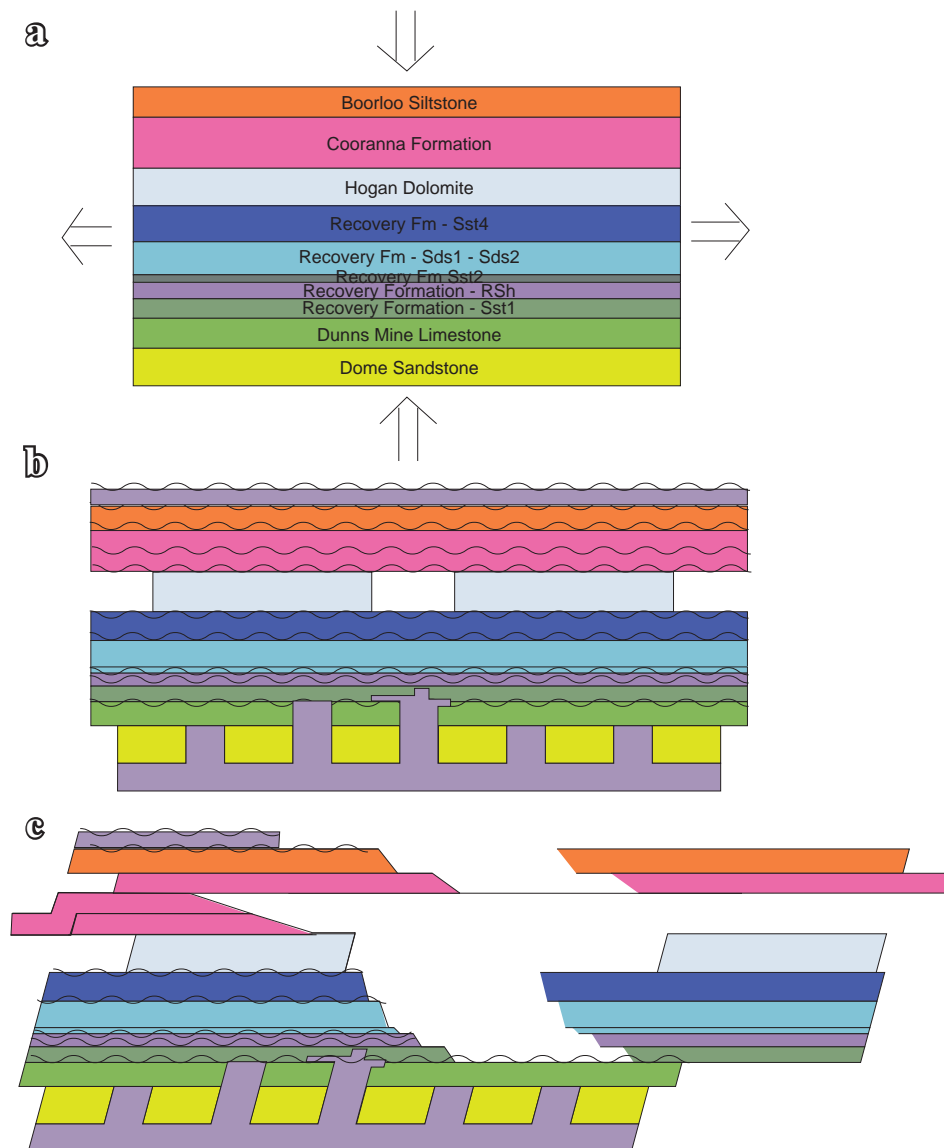 a
Boorloo Siltstone
Cooranna Formation
Hogan Dolomite
Recovery Fm - Sst4
Recovery Fm - Sds1 - Sds2
Recovery Fm Sst2
Recovery Formation - RSh
Recovery Formation - Sst1
Dunns Mine Limestone
Dome Sandstone
b
c